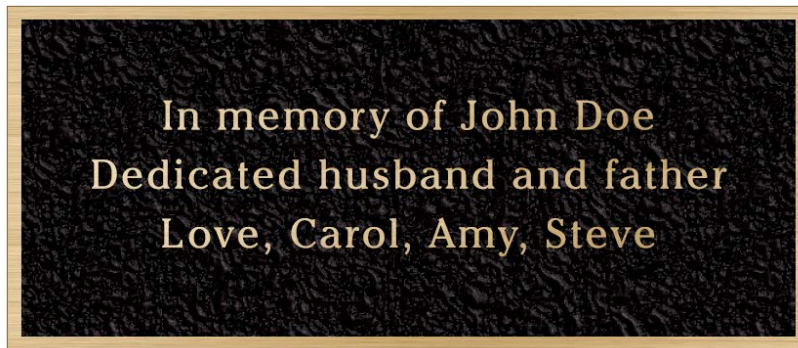 In memory of John Doe
Dedicated husband and father
Love, Carol, Amy, Steve